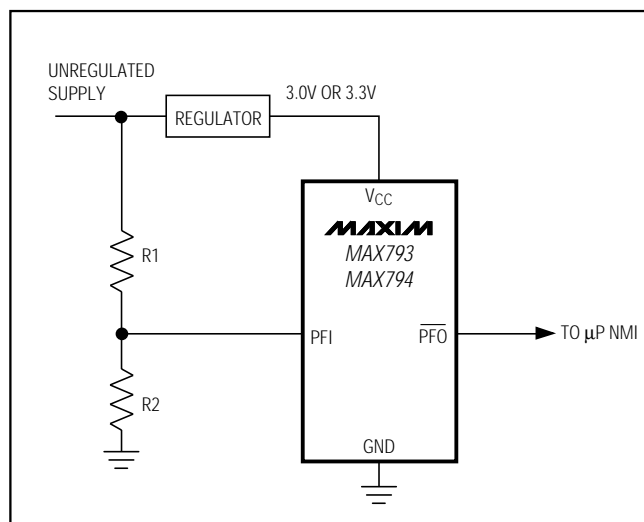 UNREGULATED
SUPPLY
3.0V OR 3.3V
REGULATOR
VCC
MAXIM
MAX793
MAX794
R1
PFI
PFO
TO μP NMI
R2
GND